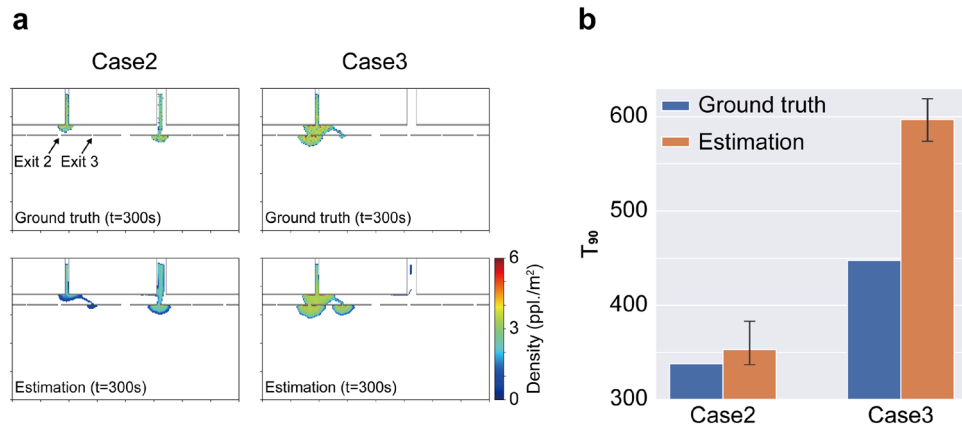 a
Case2
Case3
Exit 2
Exit 3
Ground truth (t=300s)
Ground truth (t=300s)
Estimation (t=300s)
Estimation (t=300s)
6
3
0
Density (ppl./m²)
b
Ground truth
Estimation
600
500
400
300
T₉₀
Case2
Case3